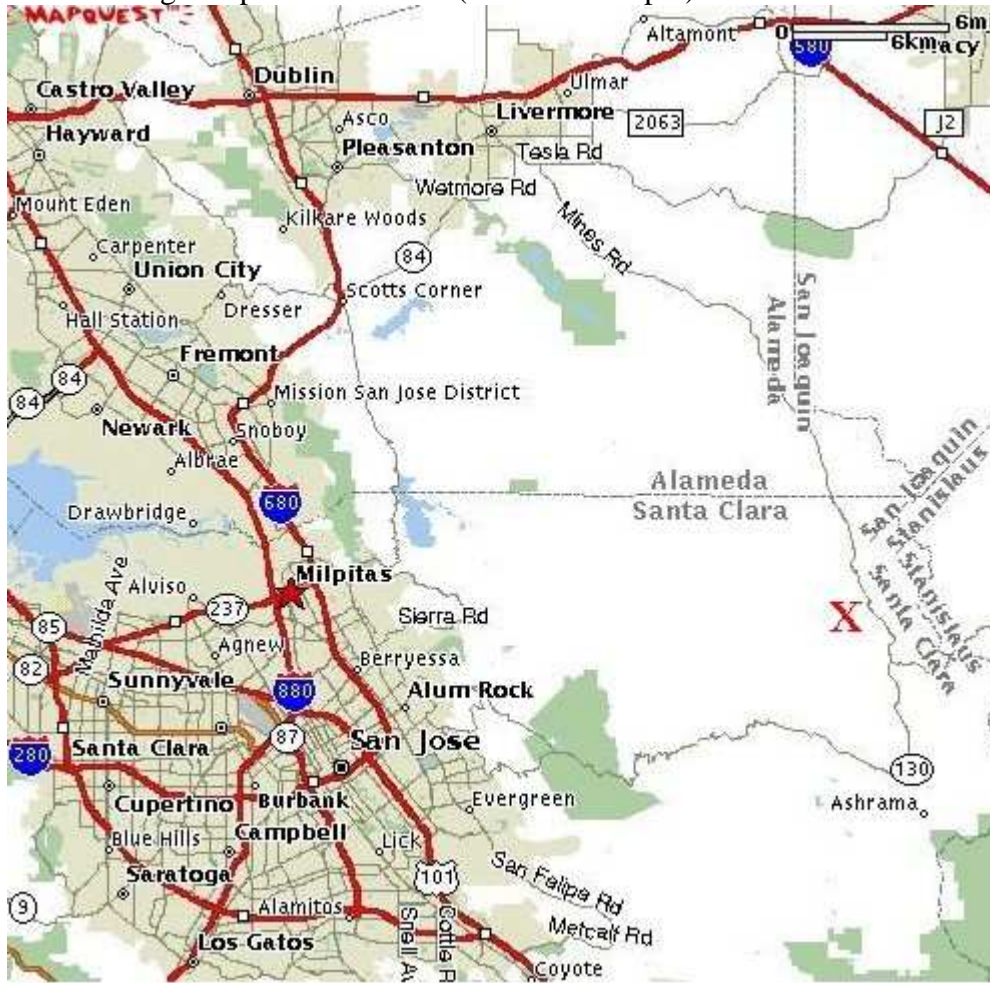 MAPQUEST
Altamont
0
6m
6km
acy
580
Dublin
Ulmar
Castro Valley
Asco
Livermore
2063
J2
Hayward
Pleasanton
Tesla Rd
Wetmore Rd
Mount Eden
Kilkare Woods
Mines Rd
Carpenter
84
Union City
San Joaquin
Alameda
Dresser
Scotts Corner
Hall Station
Fremont
84
84
Mission San Jose District
Newark
Snoboy
Albrae
San Joaquin
Stanislaus
Alameda
Santa Clara
680
Drawbridge
Milpitas
Alviso
Mathilda Ave
237
Sierra Rd
X
Stanislaus
Santa Clara
85
Agnew
Berryessa
82
Sunnyvale
880
Alum Rock
87
San Jose
280
Santa Clara
130
Cupertino
Burbank
Evergreen
Ashrama
Blue Hills
Campbell
Lick
Saratoga
101
San Felipa Rd
9
Alamitos
Snell A
Cottle R
Metcalf Rd
Los Gatos
Coyote